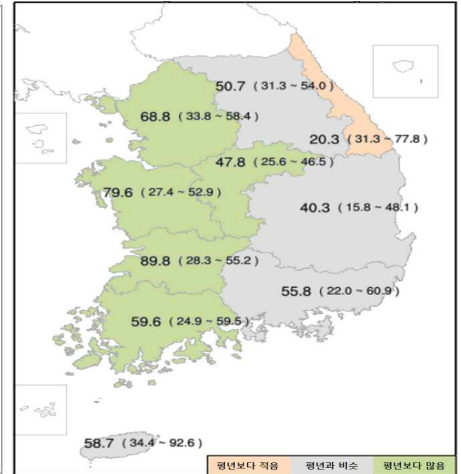 50.7 ( 31.3 ~ 54.0 )
68.8 ( 33.8 ~ 58.4 )
20.3 ( 31.3 ~ 77.8 )
47.8 ( 25.6 ~ 46.5 )
79.6 ( 27.4 ~ 52.9 )
40.3 ( 15.8 ~ 48.1 )
89.8 ( 28.3 ~ 55.2 )
55.8 ( 22.0 ~ 60.9 )
59.6 ( 24.9 ~ 59.5 )
58.7 ( 34.4 ~ 92.6 )
평년보다 적음 평년과 비슷 평년보다 많음